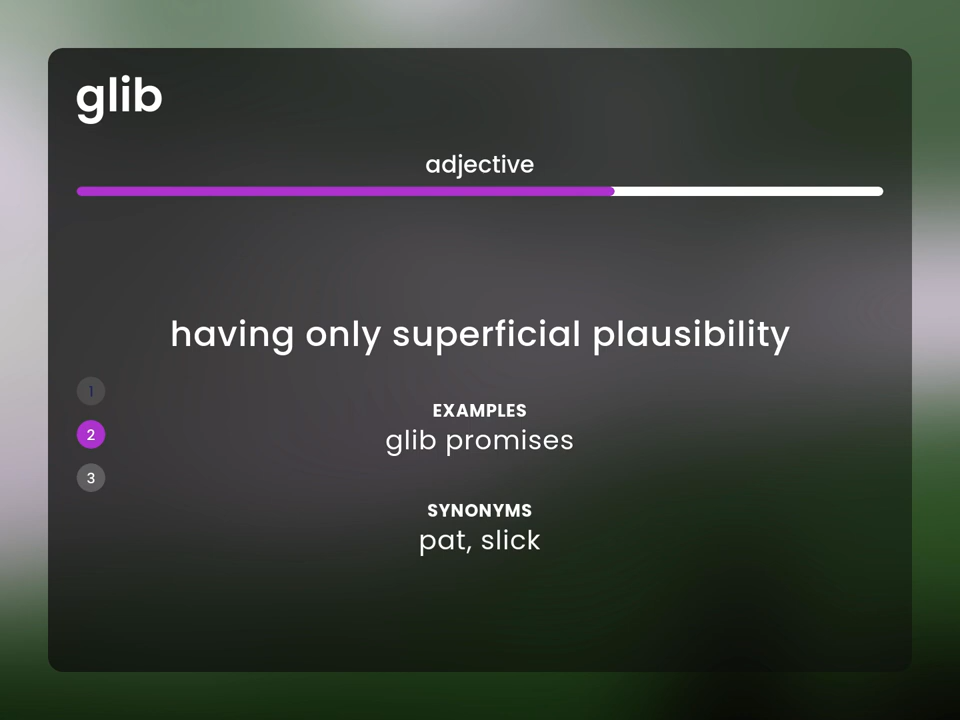 glib
adjective
having only superficial plausibility
1
EXAMPLES
glib promises
2
3
SYNONYMS
pat, slick